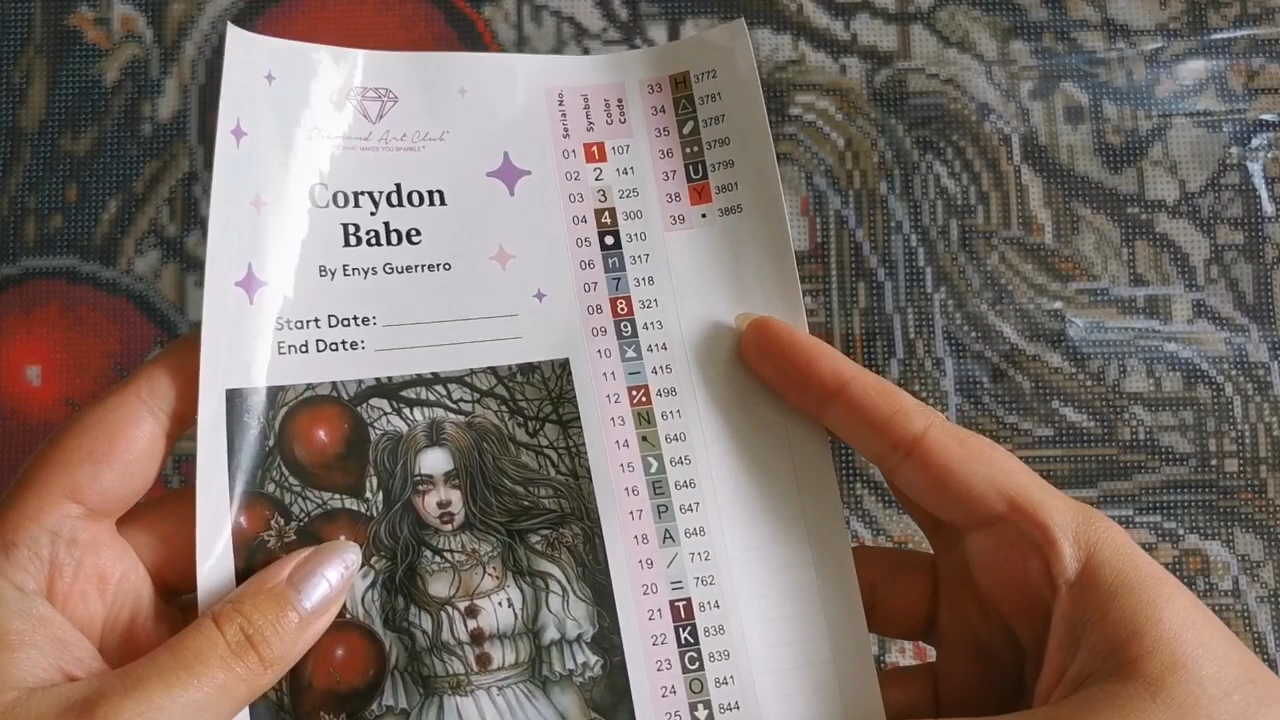 Diamond Art Club
MAKES YOU SPARKLE
Corydon
Babe
By Enys Guerrero
Start Date:
End Date:
Serial No. Symbol Color Code
01 1 107
02 2 141
03 3 225
04 4 300
05 310
06 n 317
07 7 318
08 8 321
09 9 413
10 414
11 – 415
12 % 498
13 N 611
14 640
15 645
16 E 646
17 P 647
18 A 648
19 / 712
20 = 762
21 T 814
22 K 838
23 C 839
24 O 841
25 844
33 H 3772
34 △ 3781
35 3787
36 •• 3790
37 U 3799
38 Y 3801
39 ▪ 3865